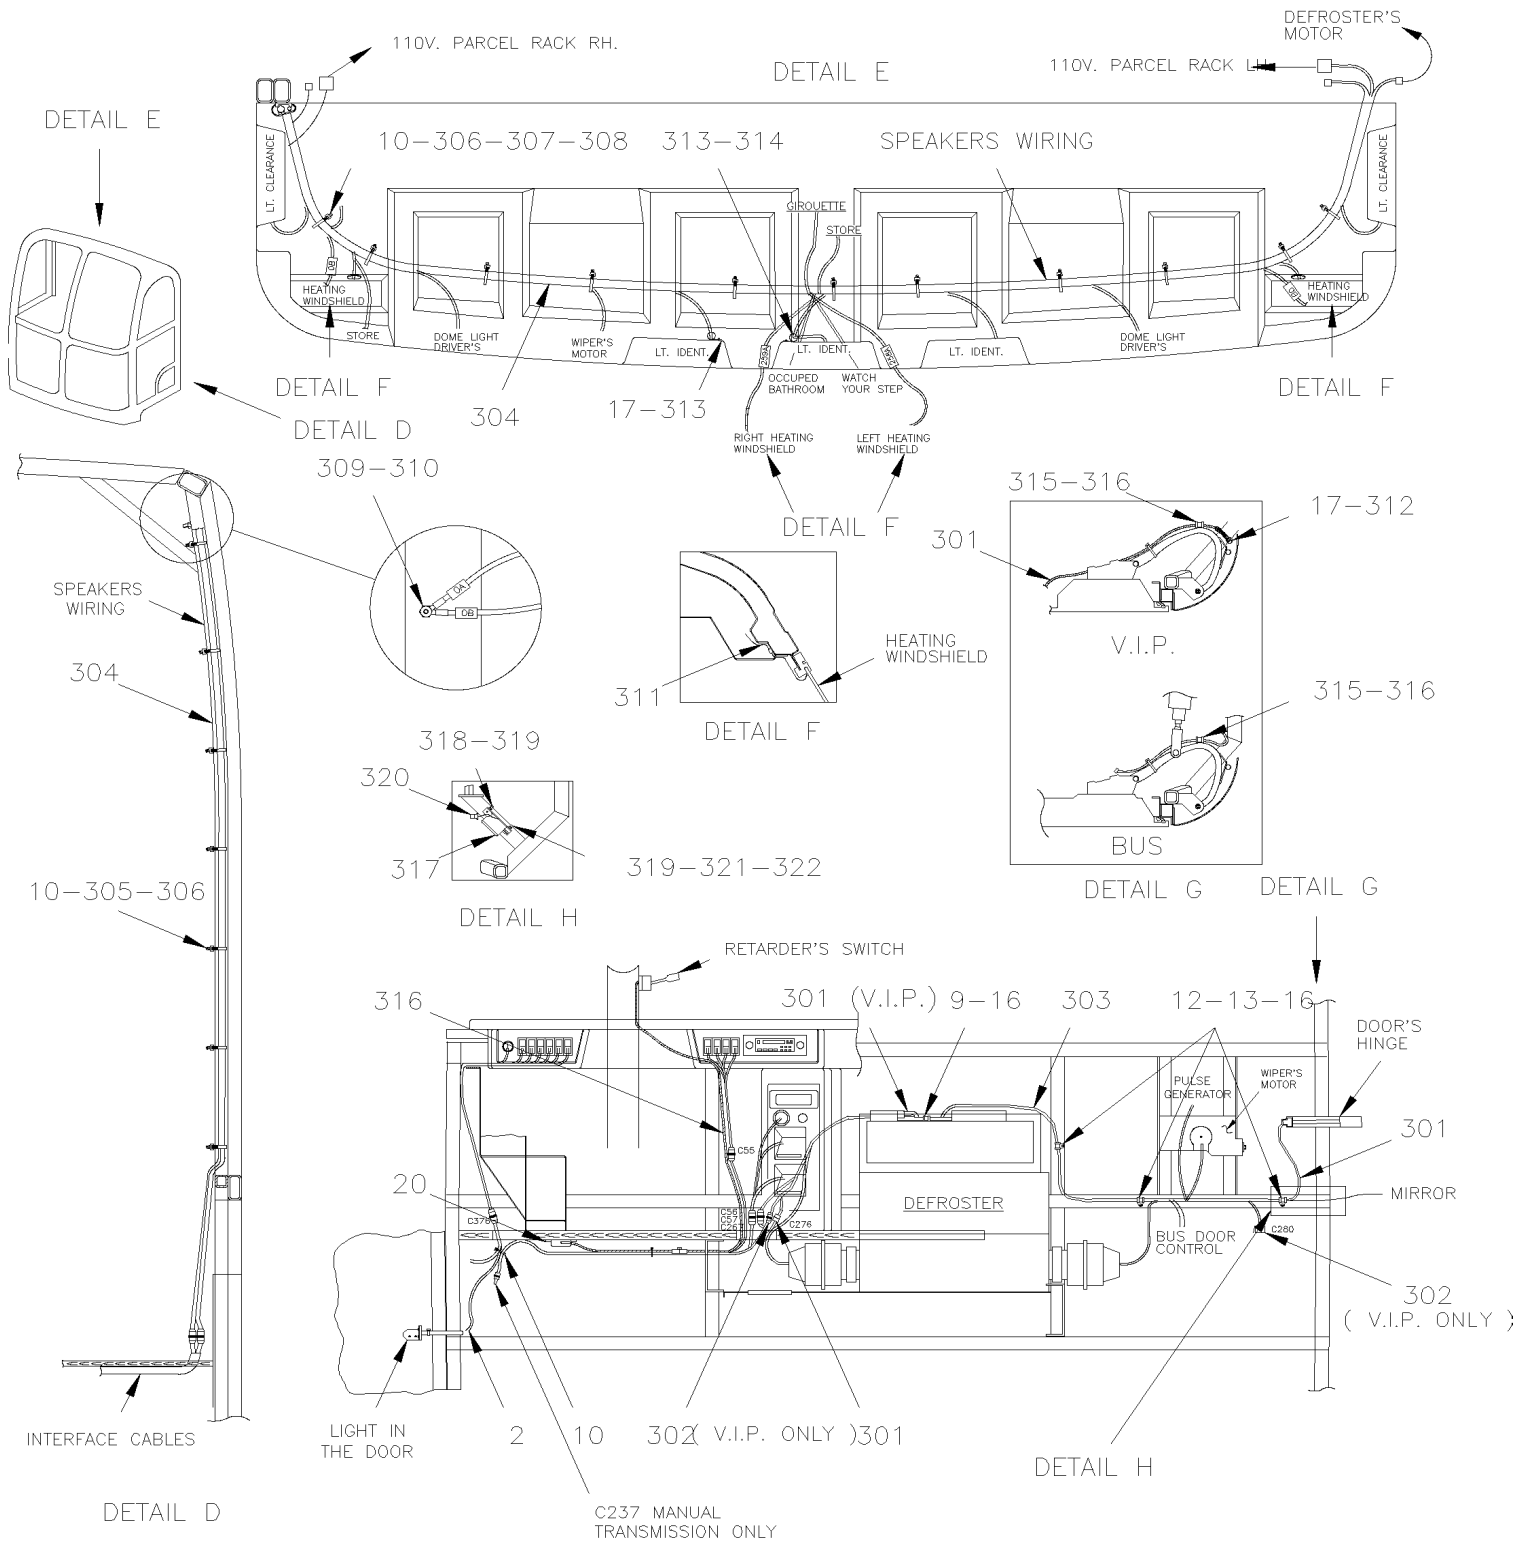 DEFROSTER'S
MOTOR
110V. PARCEL RACK RH.
DETAIL E
110V. PARCEL RACK LH.
DETAIL E
10-306-307-308
313-314
SPEAKERS WIRING
LT. CLEARANCE
LT. CLEARANCE
GIROUETTE
STORE
0B
HEATING
WINDSHIELD
STORE
DOME LIGHT
DRIVER'S
WIPER'S
MOTOR
LT. IDENT.
LT. IDENT.
LT. IDENT.
DOME LIGHT
DRIVER'S
0B
HEATING
WINDSHIELD
259A
258A
OCCUPED
BATHROOM
WATCH
YOUR STEP
DETAIL F
304
17-313
DETAIL F
DETAIL D
RIGHT HEATING
WINDSHIELD
LEFT HEATING
WINDSHIELD
309-310
DETAIL F
315-316
17-312
301
0A
0B
SPEAKERS
WIRING
V.I.P.
HEATING
WINDSHIELD
304
311
DETAIL F
315-316
318-319
320
317
319-321-322
BUS
10-305-306
DETAIL H
DETAIL G
DETAIL G
RETARDER'S SWITCH
316
301 (V.I.P.)
9-16
303
12-13-16
DOOR'S
HINGE
PULSE
GENERATOR
WIPER'S
MOTOR
301
C55
20
DEFROSTER
MIRROR
C378
C56
C57
C267
C276
BUS DOOR
CONTROL
C280
302
( V.I.P. ONLY )
INTERFACE CABLES
LIGHT IN
THE DOOR
2
10
302( V.I.P. ONLY )301
DETAIL H
C237 MANUAL
TRANSMISSION ONLY
DETAIL D